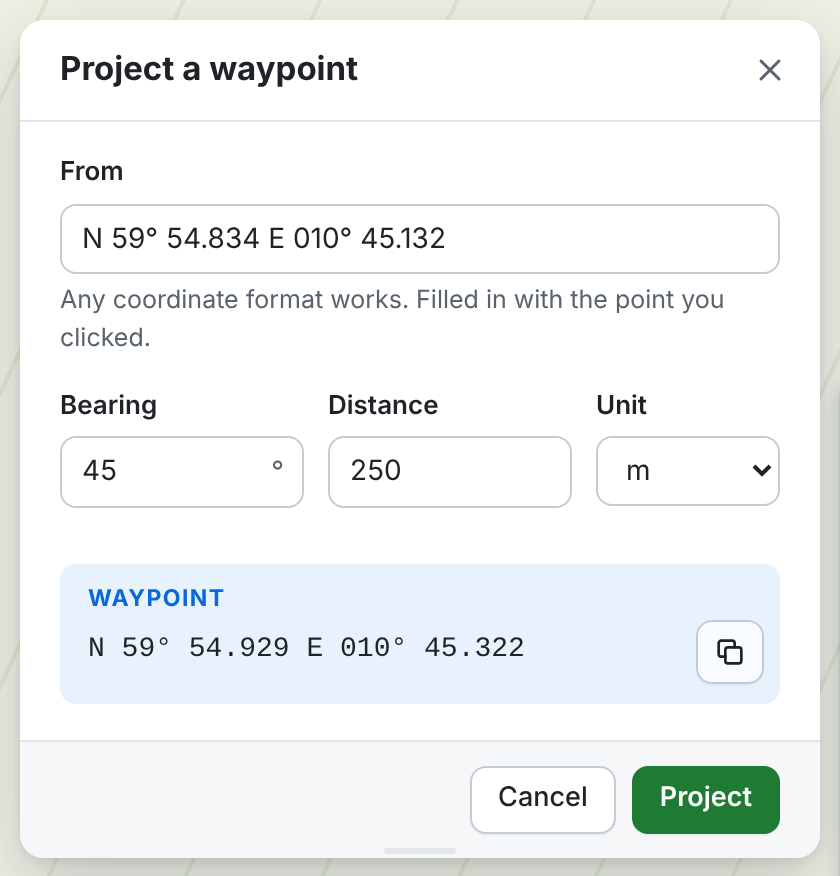 Project a waypoint
From
N 59° 54.834 E 010° 45.132
Any coordinate format works. Filled in with the point you
clicked.
Bearing Distance Unit
45 ° 250 m
WAYPOINT
N 59° 54.929 E 010° 45.322
Cancel Project